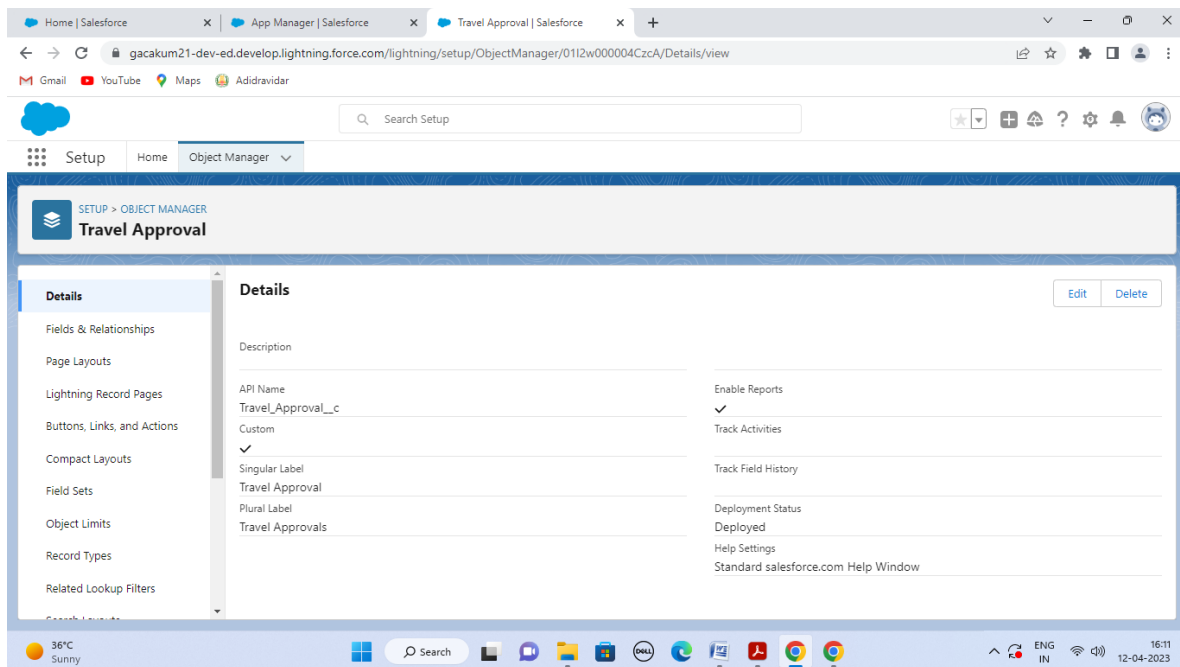 Home | Salesforce
App Manager | Salesforce
Travel Approval | Salesforce
gacakum21-dev-ed.develop.lightning.force.com/lightning/setup/ObjectManager/01I2w000004CzcA/Details/view
Gmail
YouTube
Maps
Adidravidar
Search Setup
Setup
Home
Object Manager
SETUP > OBJECT MANAGER
Travel Approval
Details
Fields & Relationships
Page Layouts
Lightning Record Pages
Buttons, Links, and Actions
Compact Layouts
Field Sets
Object Limits
Record Types
Related Lookup Filters
Details
Edit
Delete
Description
API Name
Travel_Approval__c
Custom
Singular Label
Travel Approval
Plural Label
Travel Approvals
Enable Reports
Track Activities
Track Field History
Deployment Status
Deployed
Help Settings
Standard salesforce.com Help Window
36°C
Sunny
Search
DELL
ENG
IN
16:11
12-04-2023